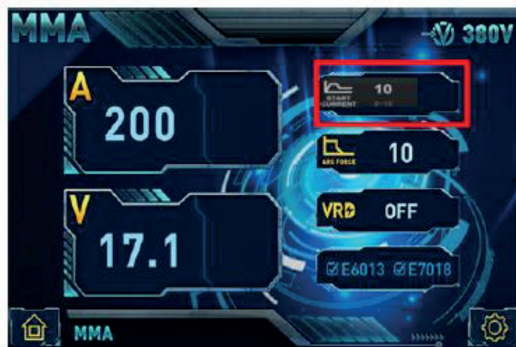 MMA
380V
A
200
START
CURRENT
10
ARC FORCE
10
V
17.1
VRD
OFF
E6013
E7018
MMA